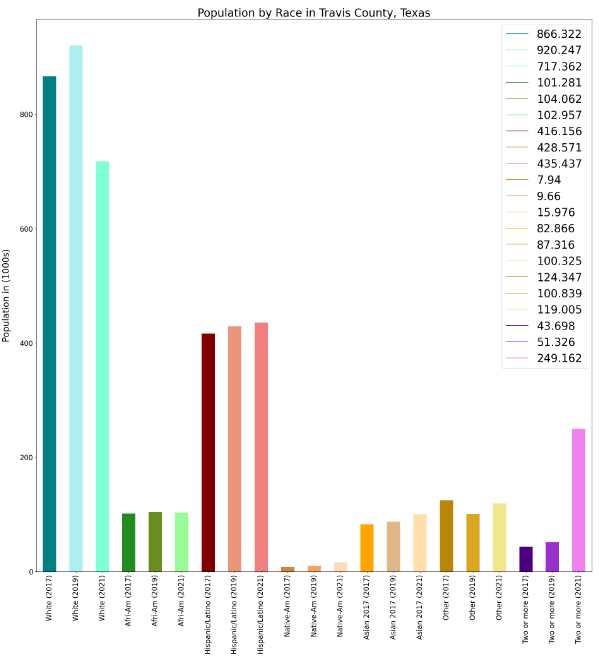 Population by Race in Travis County, Texas
866.322
920.247
717.362
101.281
104.062
102.957
416.156
428.571
435.437
7.94
9.66
15.976
82.866
87.316
100.325
124.347
100.839
119.005
43.698
51.326
249.162
Population in (1000s)
800
600
400
200
0
White (2017)
White (2019)
White (2021)
Afri-Am (2017)
Afri-Am (2019)
Afri-Am (2021)
Hispanic/Latino (2017)
Hispanic/Latino (2019)
Hispanic/Latino (2021)
Native-Am (2017)
Native-Am (2019)
Native-Am (2021)
Asian 2017 (2017)
Asian 2017 (2019)
Asian 2017 (2021)
Other (2017)
Other (2019)
Other (2021)
Two or more (2017)
Two or more (2019)
Two or more (2021)